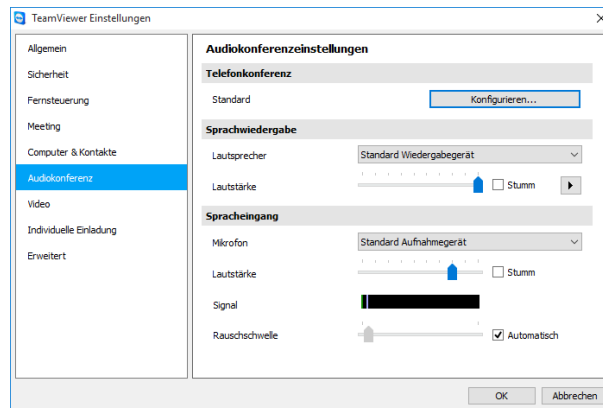 TeamViewer Einstellungen
Allgemein
Sicherheit
Fernsteuerung
Meeting
Computer & Kontakte
Audiokonferenz
Video
Individuelle Einladung
Erweitert
Audiokonferenzeinstellungen
Telefonkonferenz
Standard Konfigurieren...
Sprachwiedergabe
Lautsprecher Standard Wiedergabegerät
Lautstärke Stumm
Spracheingang
Mikrofon Standard Aufnahmegerät
Lautstärke Stumm
Signal
Rauschschwelle Automatisch
OK Abbrechen